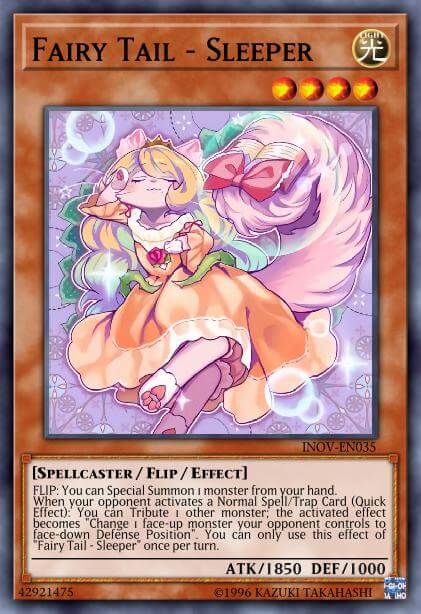 FAIRY TAIL - SLEEPER
LIGHT
光
INOV-EN035
[SPELLCASTER / FLIP / EFFECT]
FLIP: You can Special Summon 1 monster from your hand.
When your opponent activates a Normal Spell/Trap Card (Quick
Effect): You can Tribute 1 other monster; the activated effect
becomes "Change 1 face-up monster your opponent controls to
face-down Defense Position". You can only use this effect of
"Fairy Tail - Sleeper" once per turn.
ATK/1850 DEF/1000
42921475
©1996 KAZUKI TAKAHASHI